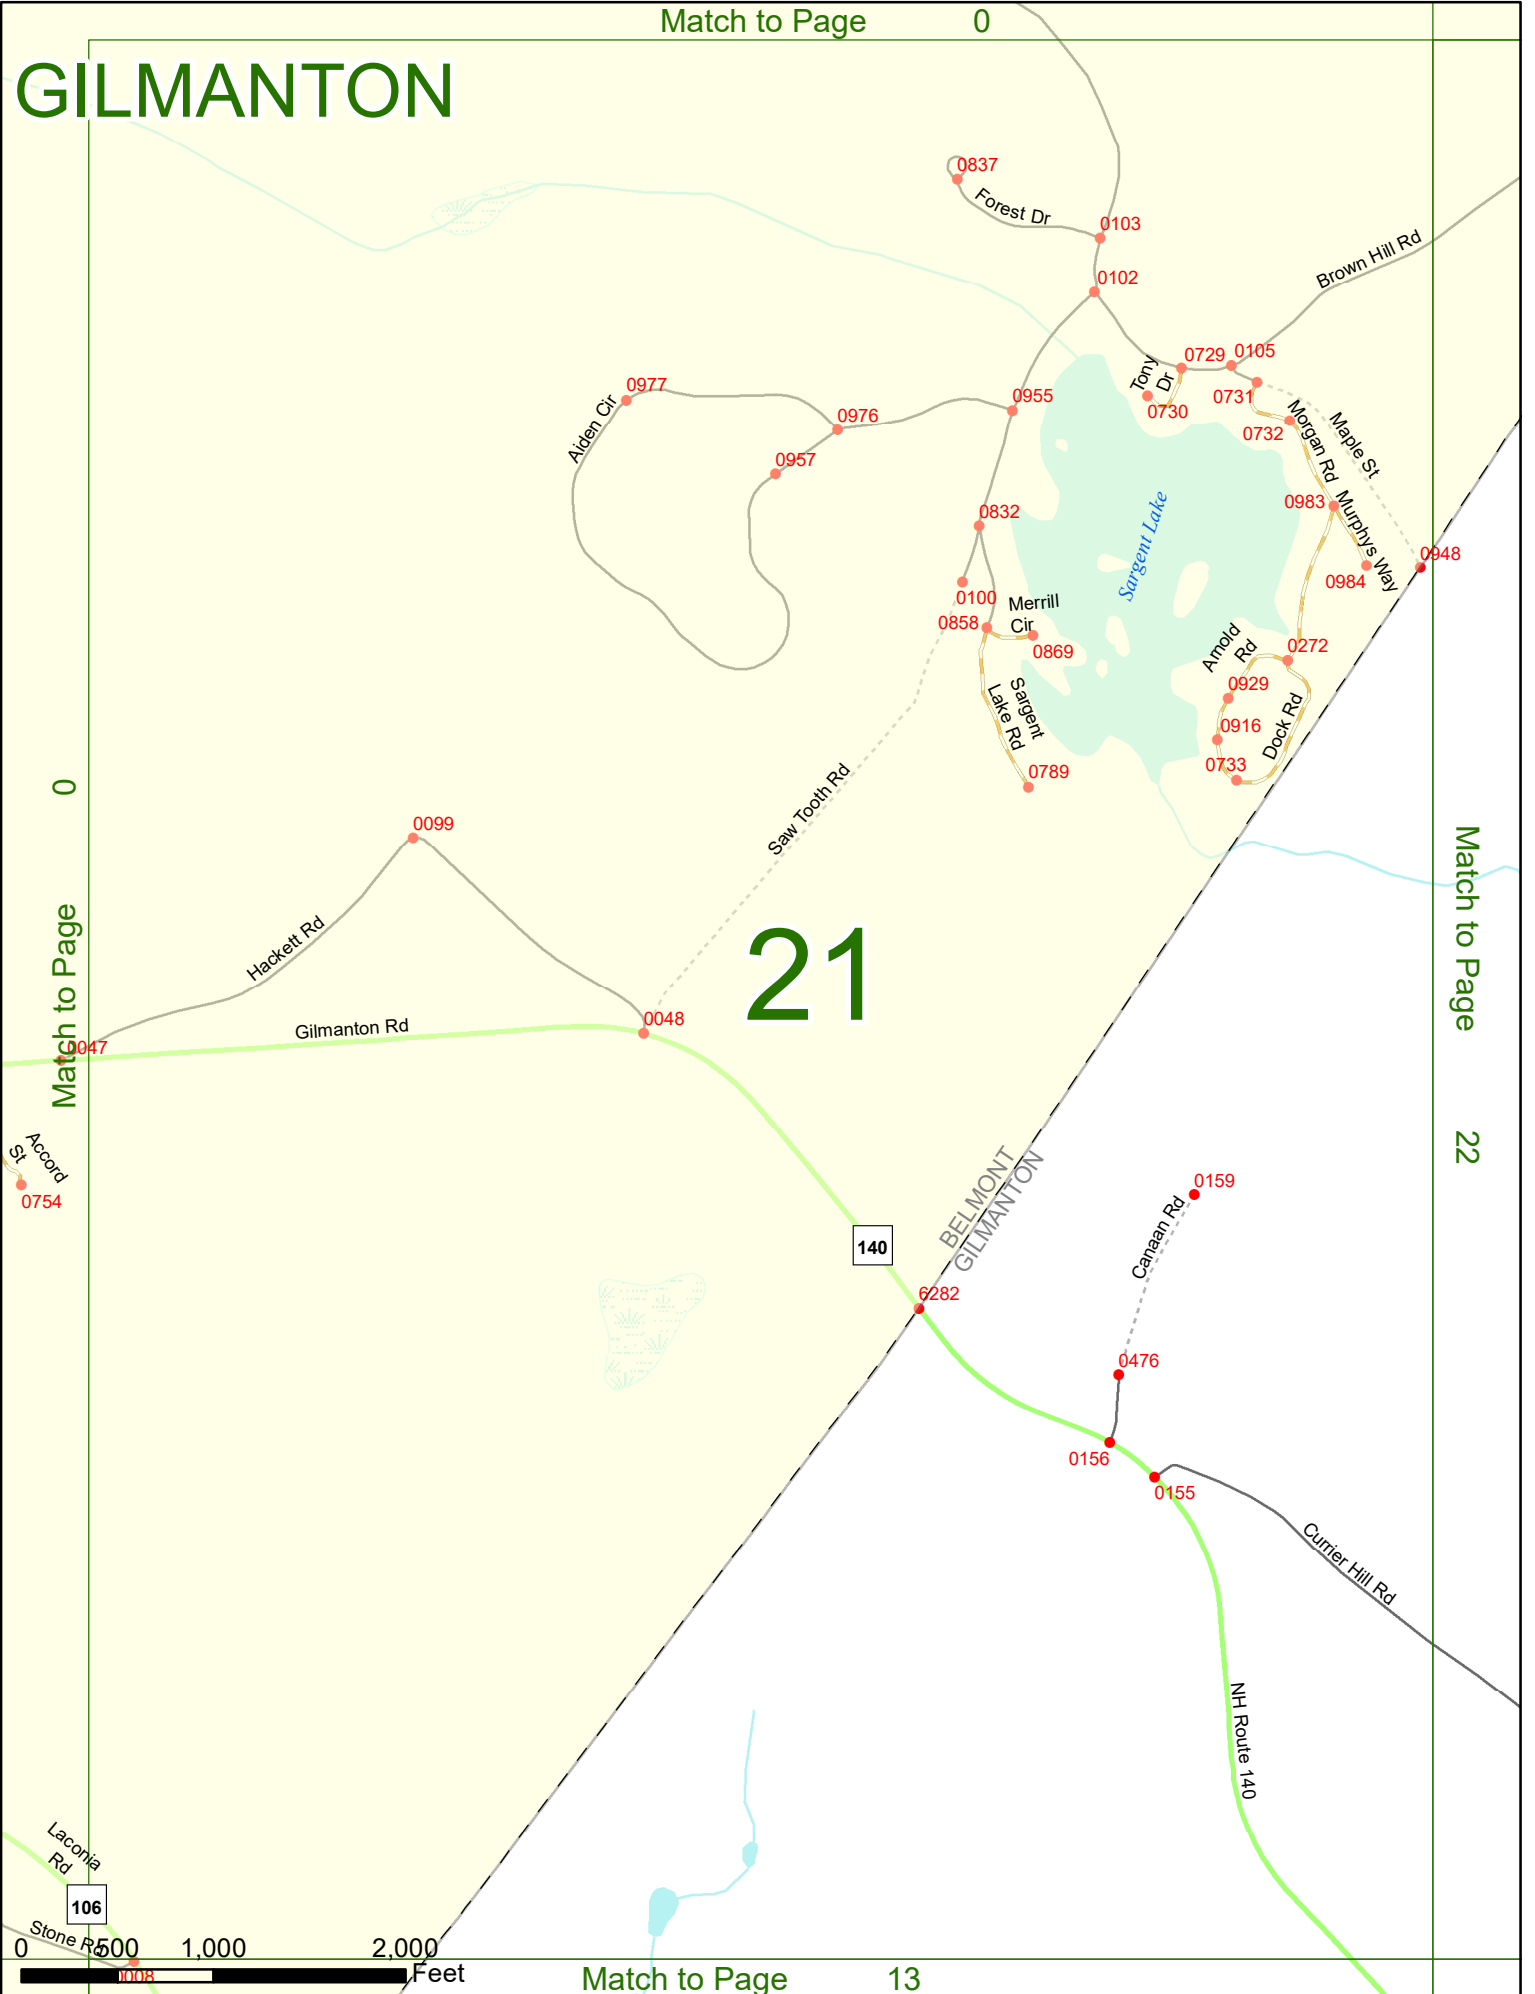 Match to Page 0
GILMANTON
0837
Forest Dr
0103
Brown Hill Rd
0102
0729
0105
Tony
Dr
0977
0731
0730
0955
0976
Aiden Cir
Morgan Rd
Maple St
0732
0957
Sargent Lake
0983
0832
Murphys Way
0948
0984
0100
Merrill
Cir
0858
0869
Arnold
Rd
0272
Sargent
Lake Rd
0929
Dock Rd
0916
0733
0789
0
Match to Page
Saw Tooth Rd
0099
Match to Page
22
Hackett Rd
21
Gilmanton Rd
0048
0047
Accord
St
0754
BELMONT
GILMANTON
0159
Canaan Rd
140
6282
0476
0156
0155
Currier Hill Rd
NH Route 140
Laconia
Rd
106
Stone Rd
0 500 1,000 2,000
Feet
0008
Match to Page 13